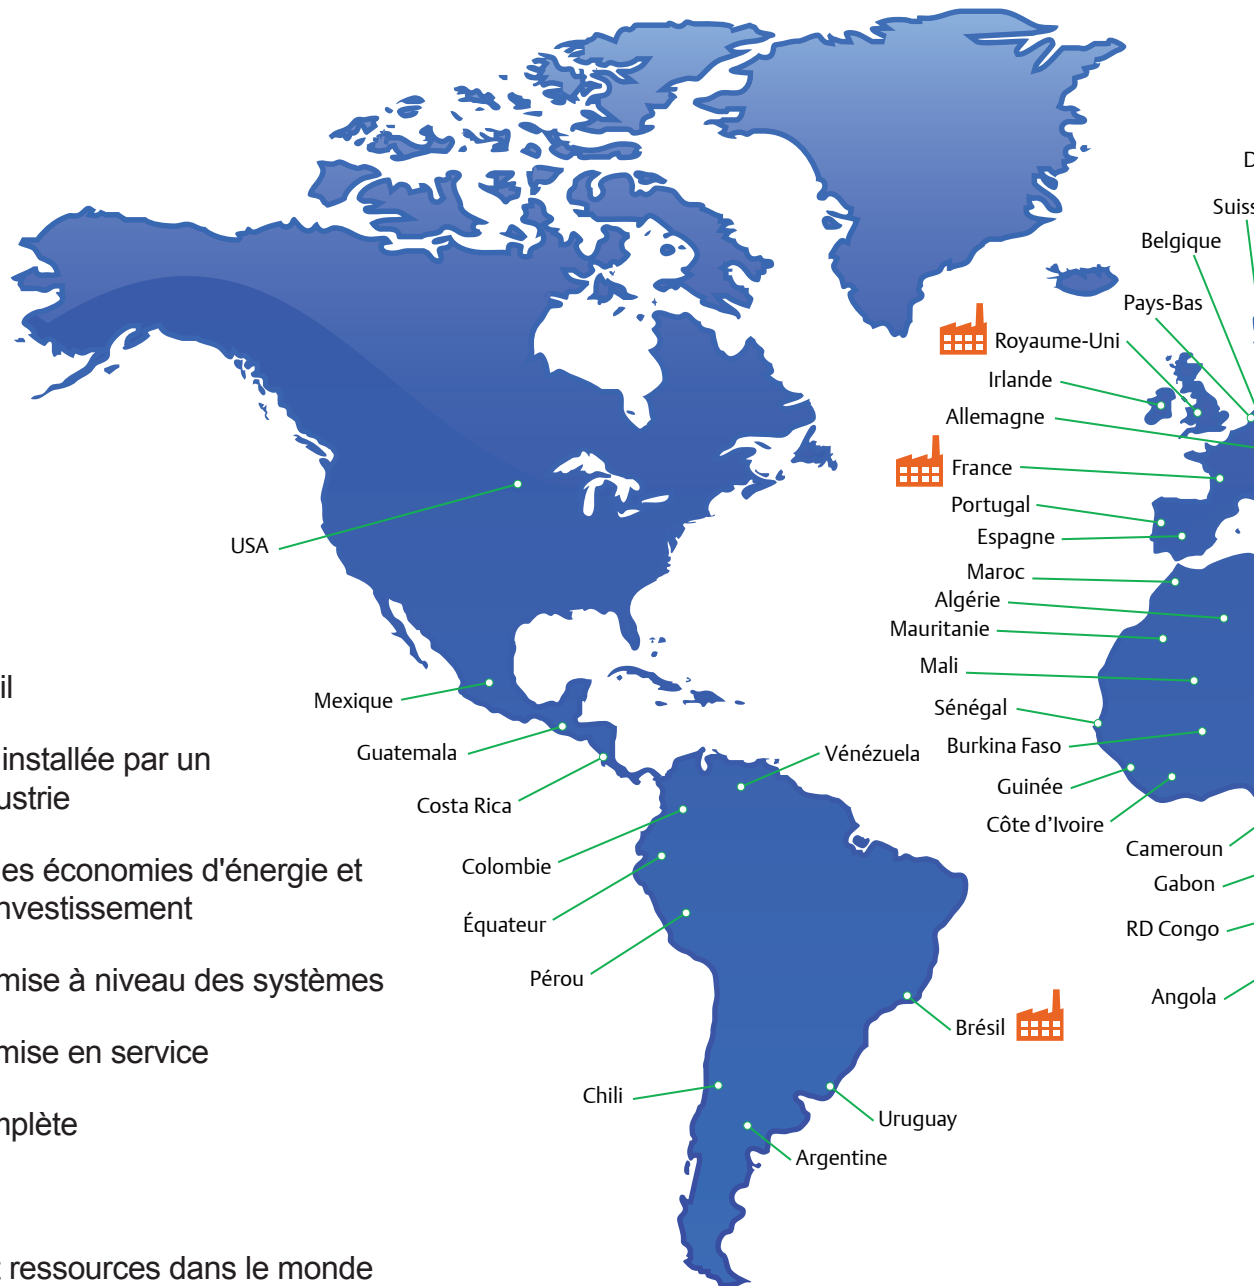 D
Suiss
Belgique
Pays-Bas
Royaume-Uni
Irlande
Allemagne
France
Portugal
Espagne
Maroc
Algérie
Mauritanie
Mali
Sénégal
Burkina Faso
Guinée
Côte d’Ivoire
Cameroun
Gabon
RD Congo
Angola
USA
Mexique
Guatemala
Costa Rica
Vénézuela
Colombie
Équateur
Pérou
Brésil
Chili
Uruguay
Argentine
il
installée par un
ustrie
es économies d'énergie et
nvestissement
mise à niveau des systèmes
mise en service
mplète
t ressources dans le monde